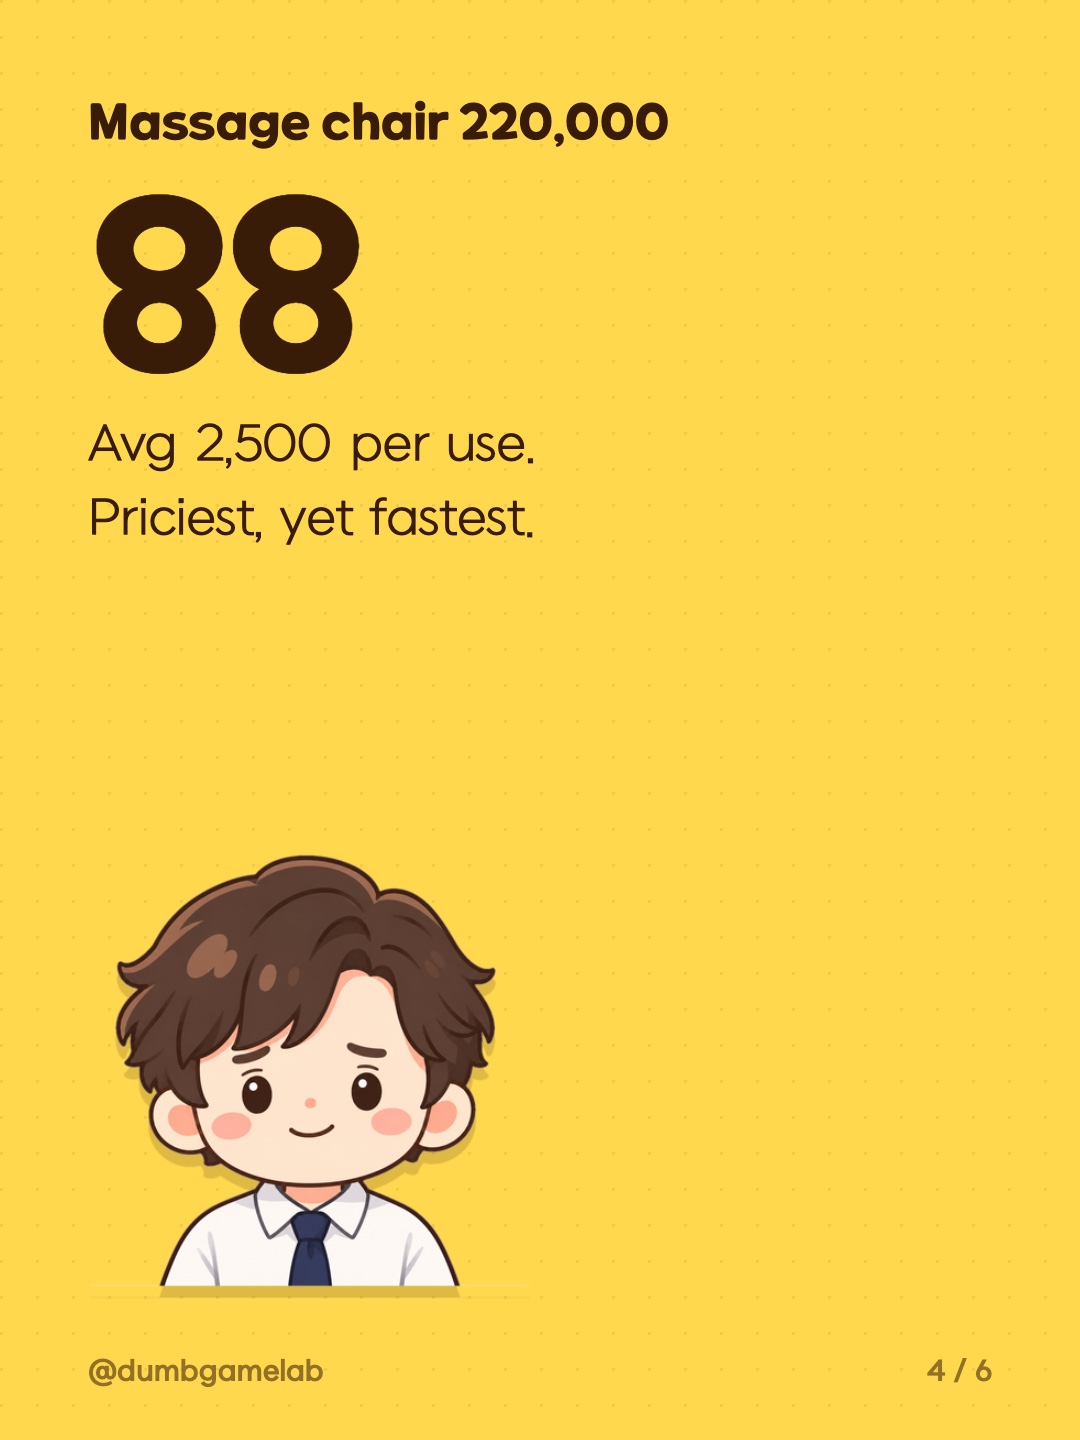 Massage chair 220,000
88
Avg 2,500 per use.
Priciest, yet fastest.
@dumbgamelab
4 / 6